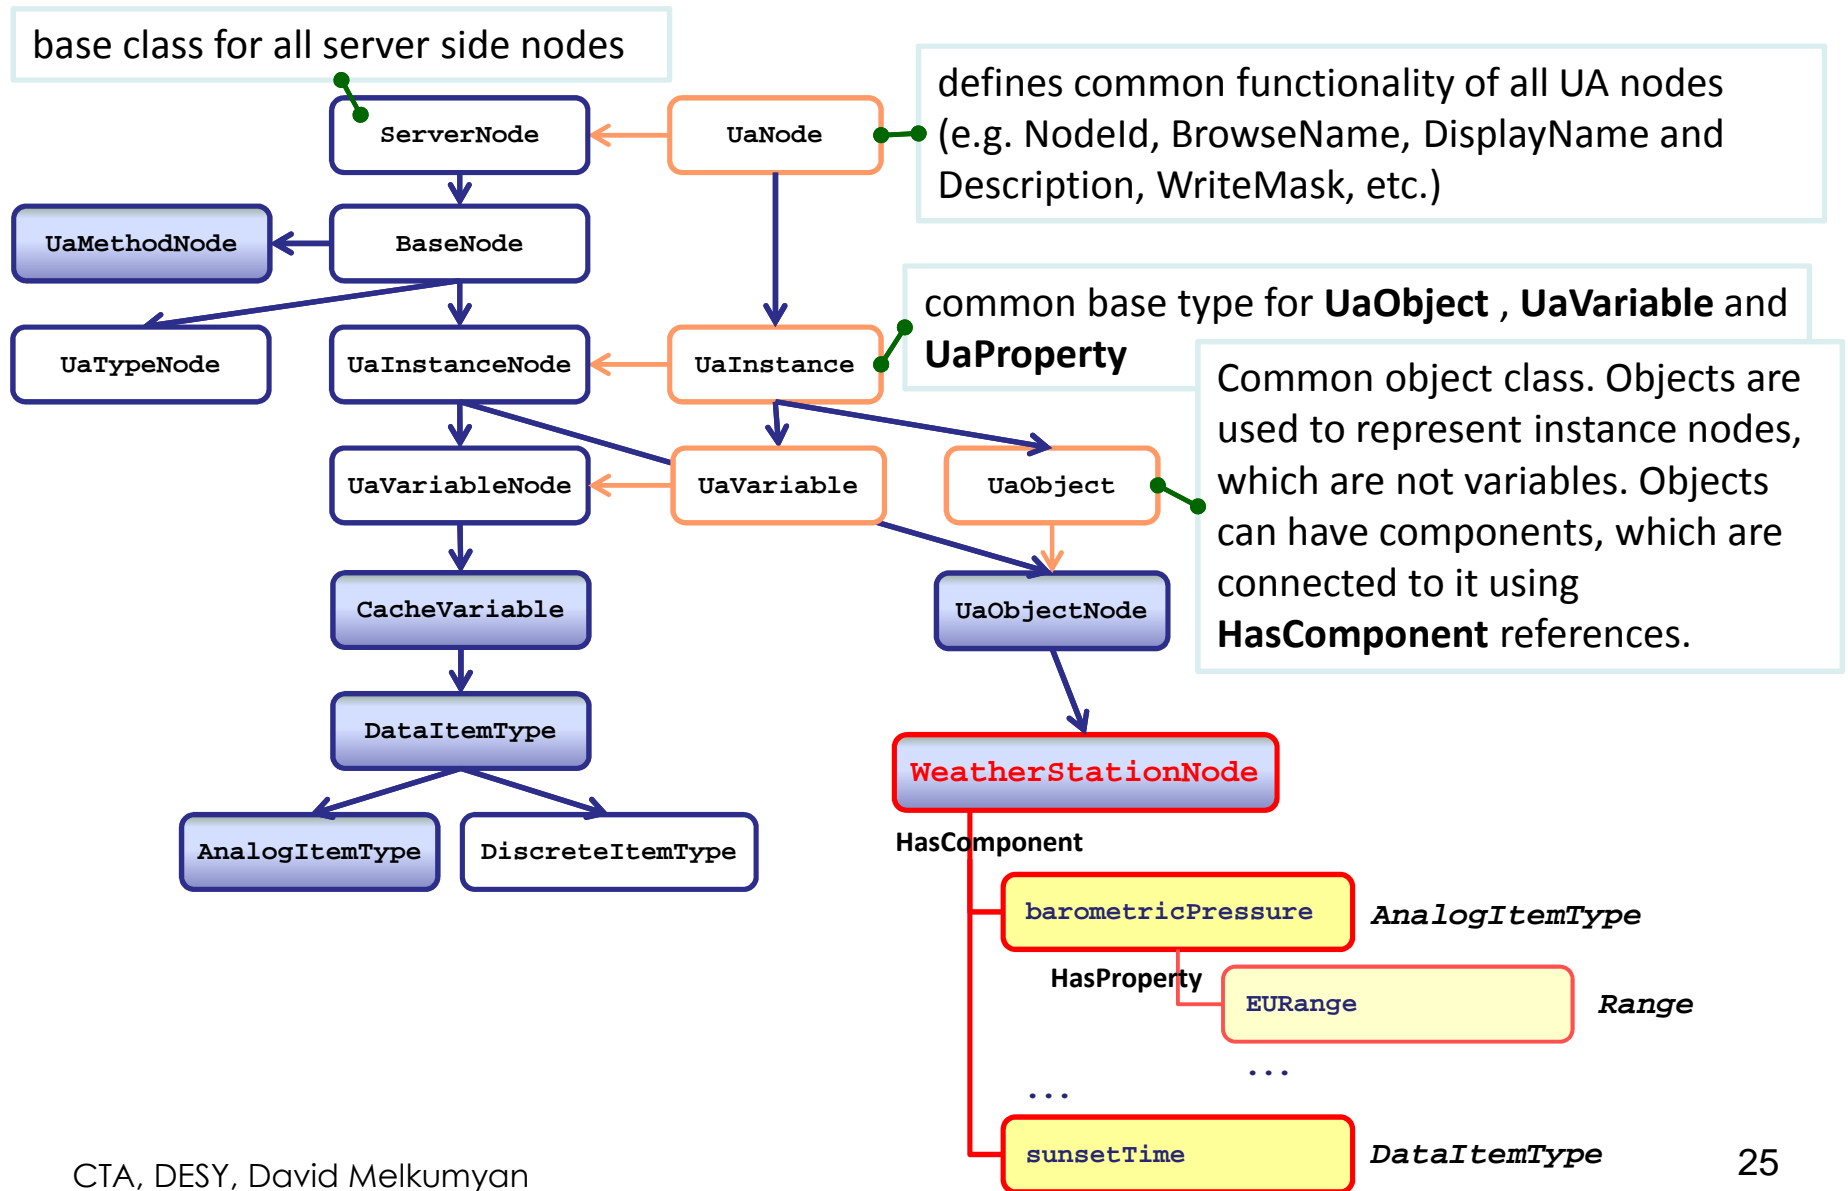 base class for all server side nodes
defines common functionality of all UA nodes
(e.g. NodeId, BrowseName, DisplayName and
Description, WriteMask, etc.)
ServerNode
UaNode
UaMethodNode
BaseNode
common base type for UaObject , UaVariable and
UaProperty
UaTypeNode
UaInstanceNode
UaInstance
Common object class. Objects are
used to represent instance nodes,
which are not variables. Objects
can have components, which are
connected to it using
HasComponent references.
UaVariableNode
UaVariable
UaObject
CacheVariable
UaObjectNode
DataItemType
WeatherStationNode
AnalogItemType
DiscreteItemType
HasComponent
barometricPressure
AnalogItemType
HasProperty
EURange
Range
...
...
sunsetTime
DataItemType
CTA, DESY, David Melkumyan
25